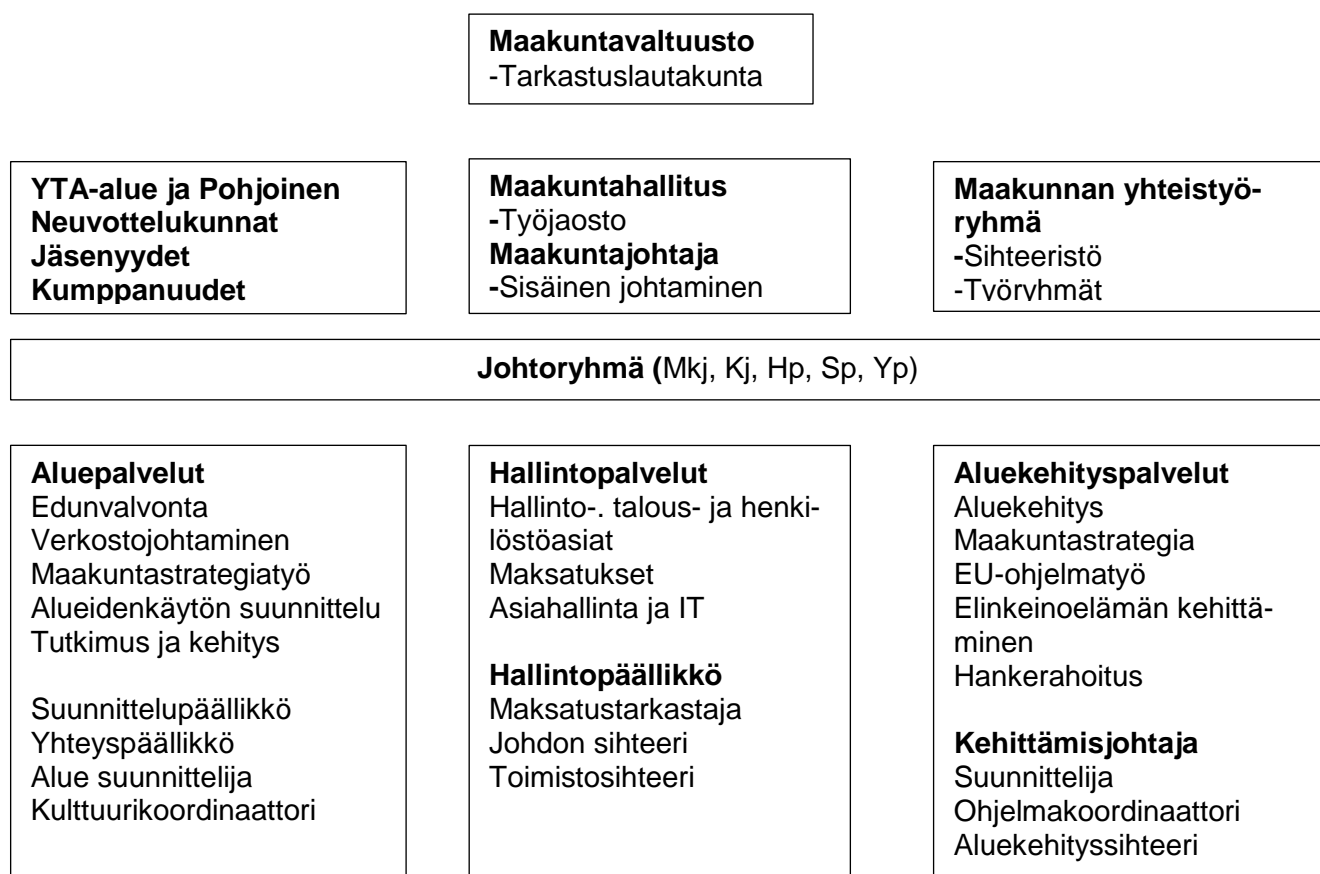 Maakuntavaltuusto
-Tarkastuslautakunta
YTA-alue ja Pohjoinen
Neuvottelukunnat
Jäsenyydet
Kumppanuudet
Maakuntahallitus
-Työjaosto
Maakuntajohtaja
-Sisäinen johtaminen
Maakunnan yhteistyö-
ryhmä
-Sihteeristö
-Työryhmät
Johtoryhmä (Mkj, Kj, Hp, Sp, Yp)
Aluepalvelut
Edunvalvonta
Verkostojohtaminen
Maakuntastrategiatyö
Alueidenkäytön suunnittelu
Tutkimus ja kehitys
Suunnittelupäällikkö
Yhteyspäällikkö
Alue suunnittelija
Kulttuurikoordinaattori
Hallintopalvelut
Hallinto-. talous- ja henki-
löstöasiat
Maksatukset
Asiahallinta ja IT
Hallintopäällikkö
Maksatustarkastaja
Johdon sihteeri
Toimistosihteeri
Aluekehityspalvelut
Aluekehitys
Maakuntastrategia
EU-ohjelmatyö
Elinkeinoelämän kehittä-
minen
Hankerahoitus
Kehittämisjohtaja
Suunnittelija
Ohjelmakoordinaattori
Aluekehityssihteeri